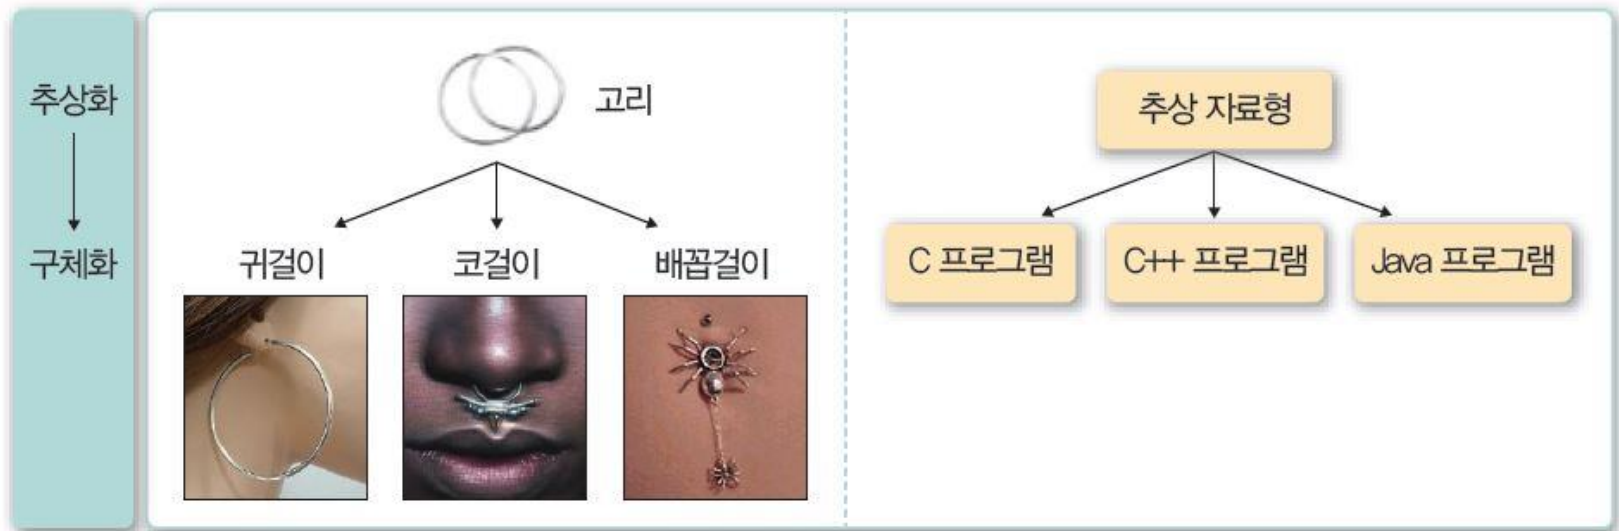 추상화
고리
추상 자료형
구체화
귀걸이
코걸이
배꼽걸이
C 프로그램
C++ 프로그램
Java 프로그램